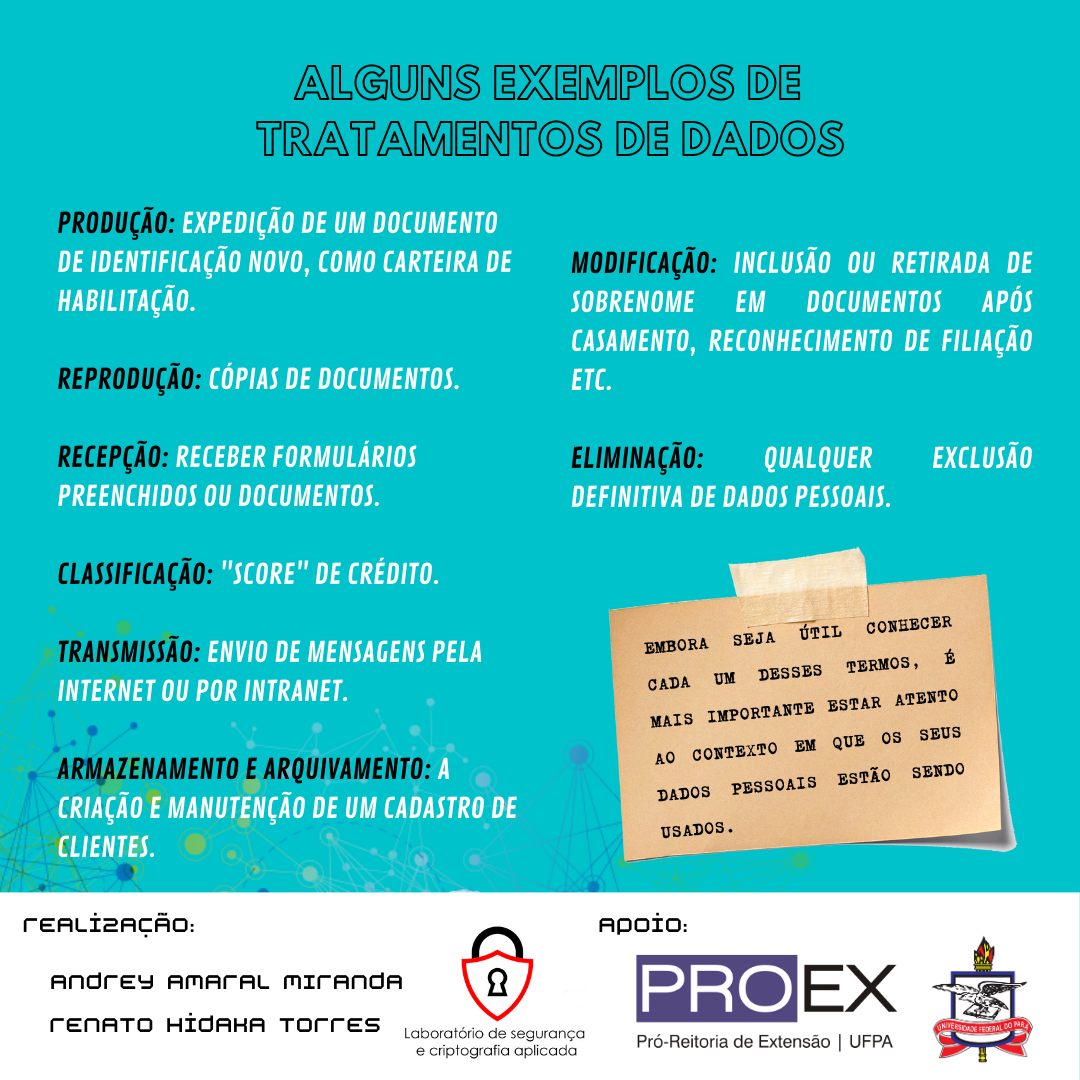 ALGUNS EXEMPLOS DE
TRATAMENTOS DE DADOS
PRODUÇÃO: EXPEDIÇÃO DE UM DOCUMENTO
DE IDENTIFICAÇÃO NOVO, COMO CARTEIRA DE
HABILITAÇÃO.
REPRODUÇÃO: CÓPIAS DE DOCUMENTOS.
RECEPÇÃO: RECEBER FORMULÁRIOS
PREENCHIDOS OU DOCUMENTOS.
CLASSIFICAÇÃO: "SCORE" DE CRÉDITO.
TRANSMISSÃO: ENVIO DE MENSAGENS PELA
INTERNET OU POR INTRANET.
ARMAZENAMENTO E ARQUIVAMENTO: A
CRIAÇÃO E MANUTENÇÃO DE UM CADASTRO DE
CLIENTES.
MODIFICAÇÃO: INCLUSÃO OU RETIRADA DE
SOBRENOME EM DOCUMENTOS APÓS
CASAMENTO, RECONHECIMENTO DE FILIAÇÃO
ETC.
ELIMINAÇÃO: QUALQUER EXCLUSÃO
DEFINITIVA DE DADOS PESSOAIS.
EMBORA SEJA ÚTIL CONHECER
CADA UM DESSES TERMOS, É
MAIS IMPORTANTE ESTAR ATENTO
AO CONTEXTO EM QUE OS SEUS
DADOS PESSOAIS ESTÃO SENDO
USADOS.
REALIZAÇÃO:
ANDREY AMARAL MIRANDA
RENATO HIDAKA TORRES
Laboratório de segurança
e criptografia aplicada
APOIO:
PROEX
Pró-Reitoria de Extensão | UFPA
UNIVERSIDADE FEDERAL DO PARÁ